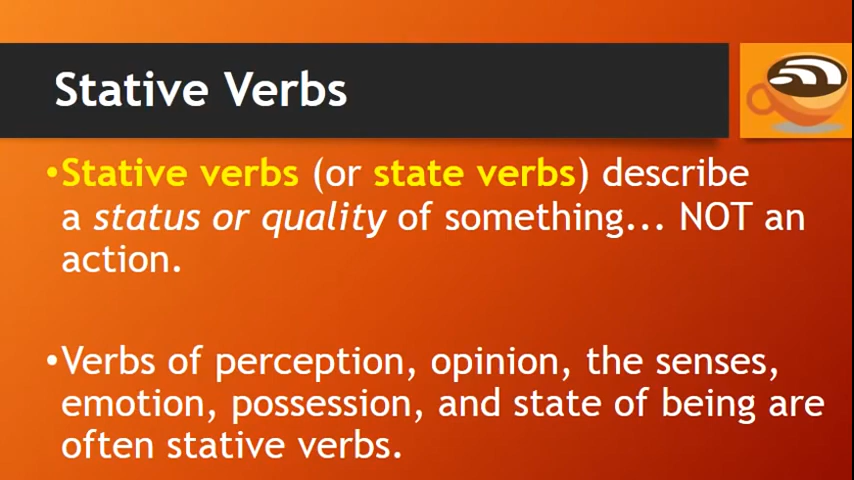 Stative Verbs
•Stative verbs (or state verbs) describe
a status or quality of something... NOT an
action.
•Verbs of perception, opinion, the senses,
emotion, possession, and state of being are
often stative verbs.